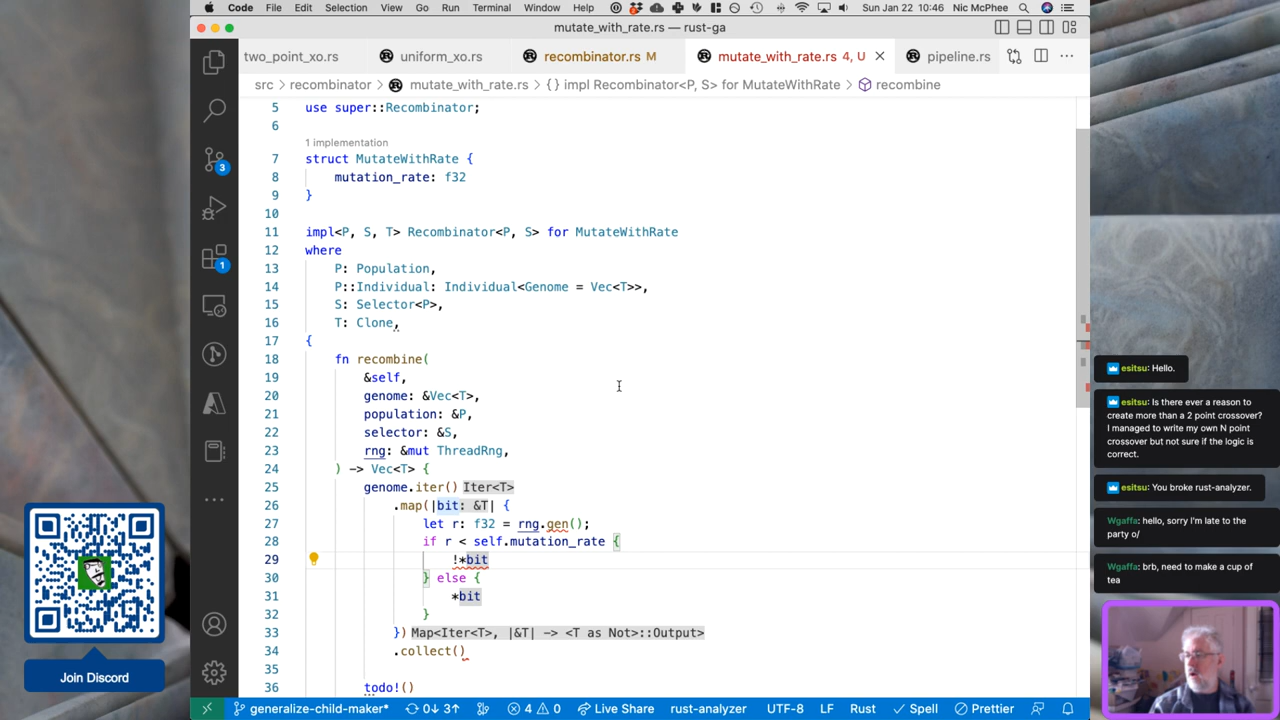 Code File Edit Selection View Go Run Terminal Window Help Sun Jan 22 10:46 Nic McPhee
mutate_with_rate.rs — rust-ga
two_point_xo.rs uniform_xo.rs recombinator.rs M mutate_with_rate.rs 4, U pipeline.rs
src > recombinator > mutate_with_rate.rs > {} impl Recombinator<P, S> for MutateWithRate > recombine
5 use super::Recombinator;
6
1 implementation
7 struct MutateWithRate {
8 mutation_rate: f32
9 }
10
11 impl<P, S, T> Recombinator<P, S> for MutateWithRate
12 where
13 P: Population,
14 P::Individual: Individual<Genome = Vec<T>>,
15 S: Selector<P>,
16 T: Clone,
17 {
18 fn recombine(
19 &self,
20 genome: &Vec<T>,
21 population: &P,
22 selector: &S,
23 rng: &mut ThreadRng,
24 ) -> Vec<T> {
25 genome.iter() Iter<T>
26 .map(|bit: &T| {
27 let r: f32 = rng.gen();
28 if r < self.mutation_rate {
29 !*bit
30 } else {
31 *bit
32 }
33 }) Map<Iter<T>, |&T| -> <T as Not>::Output>
34 .collect()
35
36 todo!()
3
1
generalize-child-maker* 0↓ 3↑ 4 0 Live Share rust-analyzer UTF-8 LF Rust Spell Prettier
Join Discord
esitsu: Hello.
esitsu: Is there ever a reason to
create more than a 2 point crossover?
I managed to write my own N point
crossover but not sure if the logic is
correct.
esitsu: You broke rust-analyzer.
Wgaffa: hello, sorry I'm late to the
party o/
Wgaffa: brb, need to make a cup of
tea